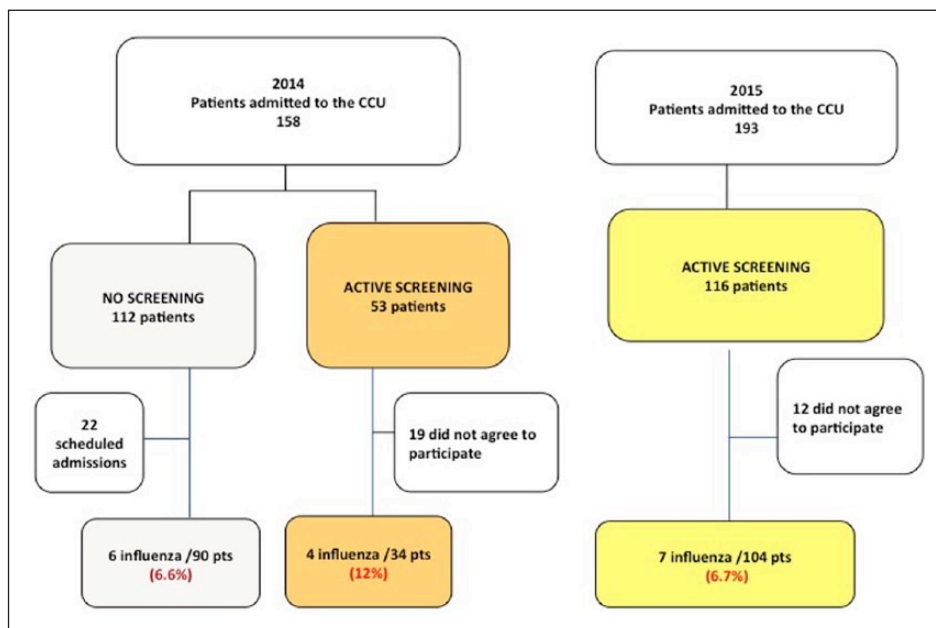 2014
Patients admitted to the CCU
158
2015
Patients admitted to the CCU
193
NO SCREENING
112 patients
ACTIVE SCREENING
53 patients
ACTIVE SCREENING
116 patients
22
scheduled
admissions
19 did not agree to
participate
12 did not agree
to participate
6 influenza /90 pts
(6.6%)
4 influenza /34 pts
(12%)
7 influenza /104 pts
(6.7%)